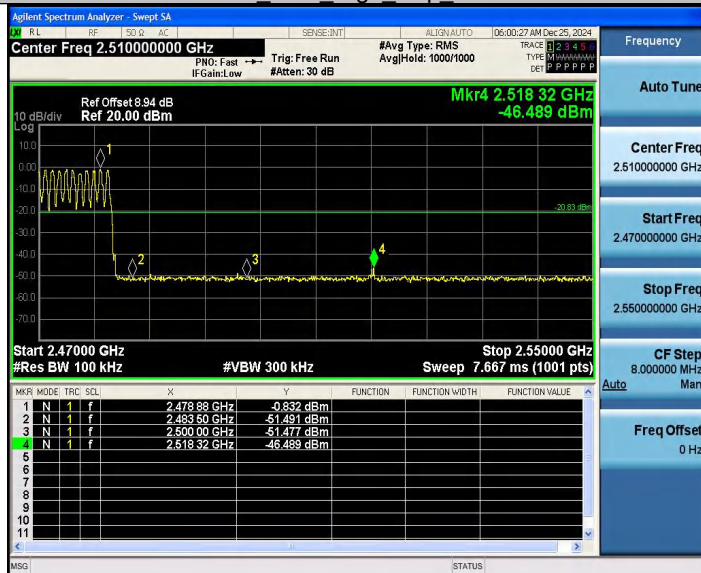 Agilent Spectrum Analyzer - Swept SA
RL RF 50 Ω AC SENSE:INT ALIGNAUTO 06:00:27 AM Dec 25, 2024
Center Freq 2.510000000 GHz
PNO: Fast
IFGain:Low
Trig: Free Run
#Atten: 30 dB
#Avg Type: RMS
Avg|Hold: 1000/1000
TRACE 1 2 3 4 5 6
TYPE M
DET P P P P P P
Ref Offset 8.94 dB
Ref 20.00 dBm
10 dB/div
Log
Mkr4 2.518 32 GHz
-46.489 dBm
10.0
0.00
-10.0
-20.0
-30.0
-40.0
-50.0
-60.0
-70.0
1
2
3
4
-20.83 dBm
Start 2.47000 GHz
Stop 2.55000 GHz
#Res BW 100 kHz
#VBW 300 kHz
Sweep 7.667 ms (1001 pts)
MKR MODE TRC SCL X Y FUNCTION FUNCTION WIDTH FUNCTION VALUE
1 N 1 f 2.478 88 GHz -0.832 dBm
2 N 1 f 2.483 50 GHz -51.491 dBm
3 N 1 f 2.500 00 GHz -51.477 dBm
4 N 1 f 2.518 32 GHz -46.489 dBm
5
6
7
8
9
10
11
MSG
STATUS
Frequency
Auto Tune
Center Freq
2.510000000 GHz
Start Freq
2.470000000 GHz
Stop Freq
2.550000000 GHz
CF Step
8.000000 MHz
Auto Man
Freq Offset
0 Hz